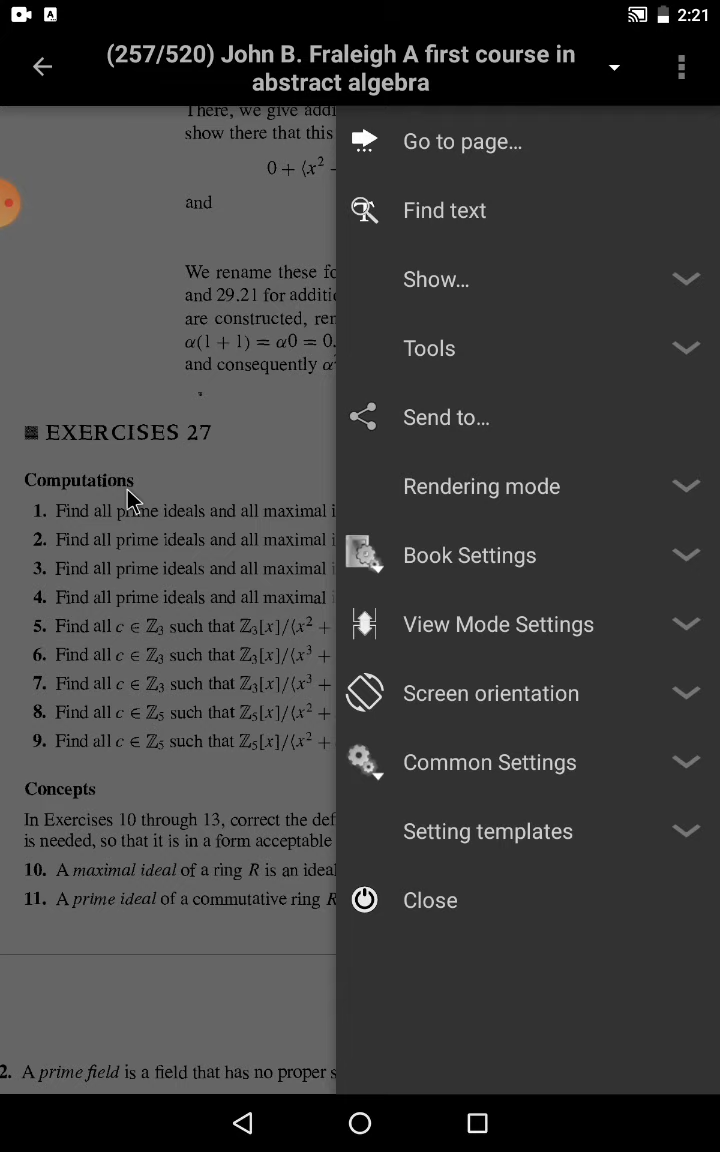 2:21
(257/520) John B. Fraleigh A first course in
abstract algebra
There, we give addi
show there that this
0 + ⟨x² -
and
We rename these fo
and 29.21 for additi
are constructed, ren
α(1 + 1) = α0 = 0.
and consequently α²
EXERCISES 27
Computations
1. Find all prime ideals and all maximal i
2. Find all prime ideals and all maximal i
3. Find all prime ideals and all maximal i
4. Find all prime ideals and all maximal i
5. Find all c ∈ ℤ₃ such that ℤ₃[x]/⟨x² +
6. Find all c ∈ ℤ₃ such that ℤ₃[x]/⟨x³ +
7. Find all c ∈ ℤ₃ such that ℤ₃[x]/⟨x³ +
8. Find all c ∈ ℤ₅ such that ℤ₅[x]/⟨x² +
9. Find all c ∈ ℤ₅ such that ℤ₅[x]/⟨x² +
Concepts
In Exercises 10 through 13, correct the def
is needed, so that it is in a form acceptable
10. A maximal ideal of a ring R is an ideal
11. A prime ideal of a commutative ring R
2. A prime field is a field that has no proper s
Go to page...
Find text
Show...
Tools
Send to...
Rendering mode
Book Settings
View Mode Settings
Screen orientation
Common Settings
Setting templates
Close